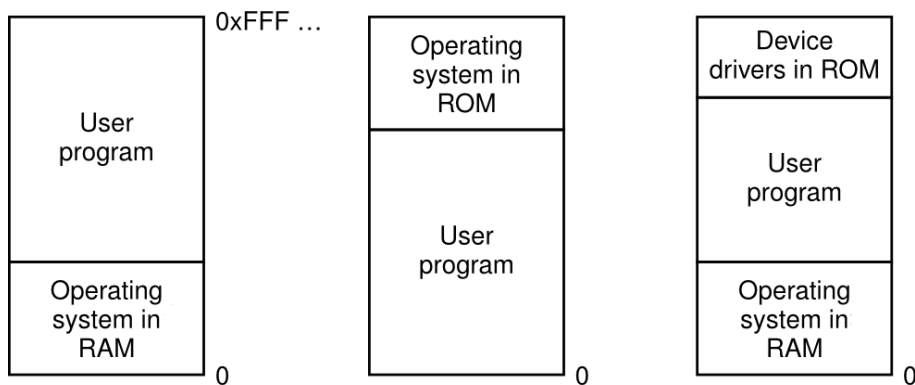 User
program
Operating
system in
RAM
0xFFF …
0
Operating
system in
ROM
User
program
0
Device
drivers in ROM
User
program
Operating
system in
RAM
0